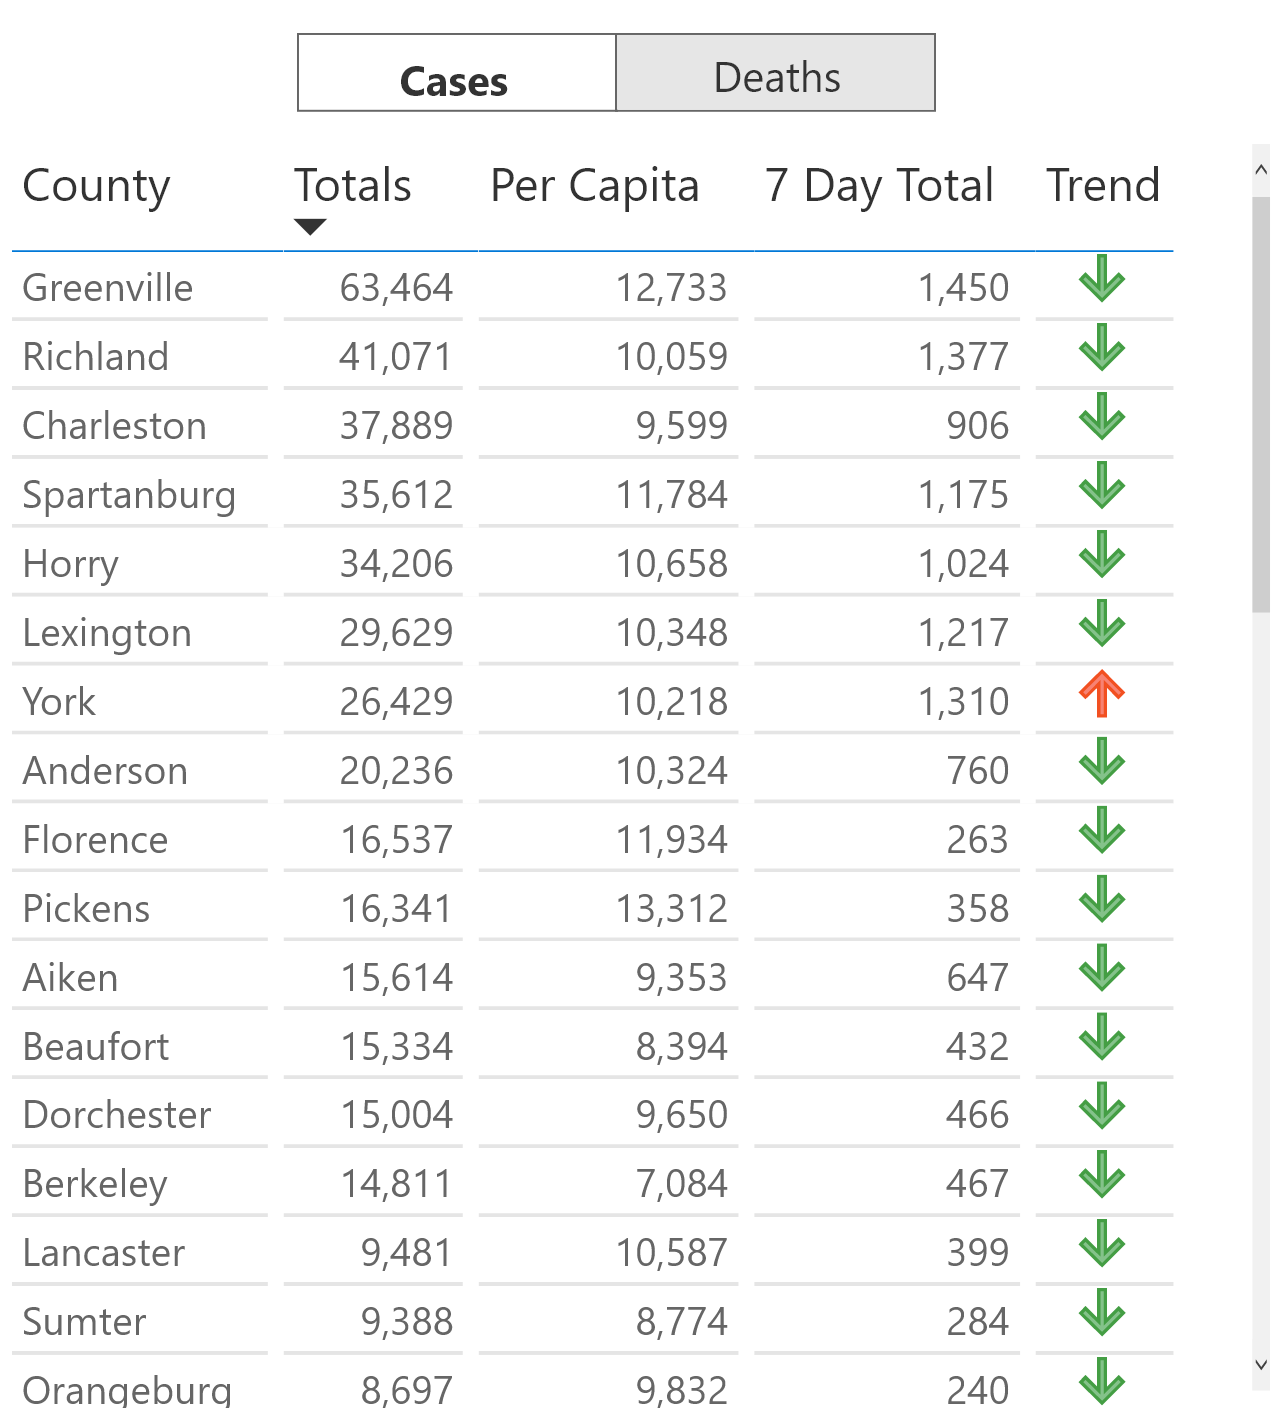 Cases Deaths
County Totals Per Capita 7 Day Total Trend
Greenville 63,464 12,733 1,450
Richland 41,071 10,059 1,377
Charleston 37,889 9,599 906
Spartanburg 35,612 11,784 1,175
Horry 34,206 10,658 1,024
Lexington 29,629 10,348 1,217
York 26,429 10,218 1,310
Anderson 20,236 10,324 760
Florence 16,537 11,934 263
Pickens 16,341 13,312 358
Aiken 15,614 9,353 647
Beaufort 15,334 8,394 432
Dorchester 15,004 9,650 466
Berkeley 14,811 7,084 467
Lancaster 9,481 10,587 399
Sumter 9,388 8,774 284
Orangeburg 8,697 9,832 240